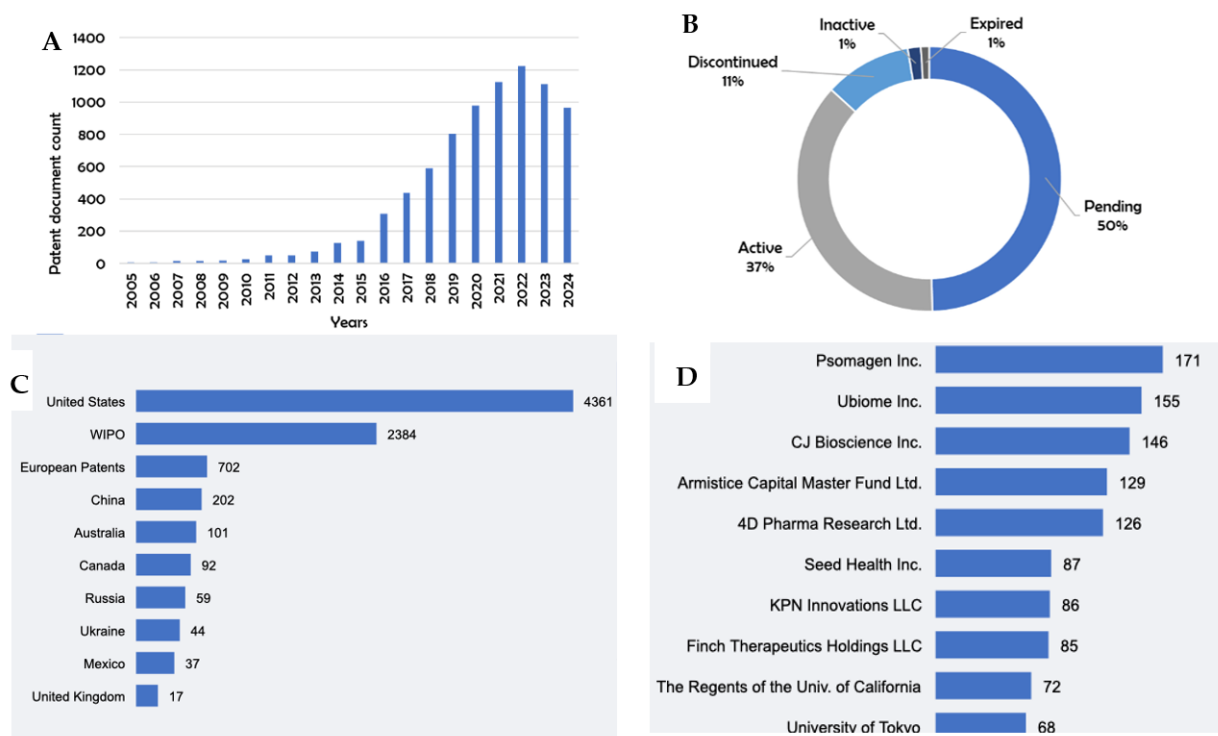 A
1400
1200
1000
800
600
400
200
0
Patent document count
2005
2006
2007
2008
2009
2010
2011
2012
2013
2014
2015
2016
2017
2018
2019
2020
2021
2022
2023
2024
Years
B
Inactive
1%
Expired
1%
Discontinued
11%
Pending
50%
Active
37%
C
United States 4361
WIPO 2384
European Patents 702
China 202
Australia 101
Canada 92
Russia 59
Ukraine 44
Mexico 37
United Kingdom 17
D
Psomagen Inc. 171
Ubiome Inc. 155
CJ Bioscience Inc. 146
Armistice Capital Master Fund Ltd. 129
4D Pharma Research Ltd. 126
Seed Health Inc. 87
KPN Innovations LLC 86
Finch Therapeutics Holdings LLC 85
The Regents of the Univ. of California 72
University of Tokyo 68